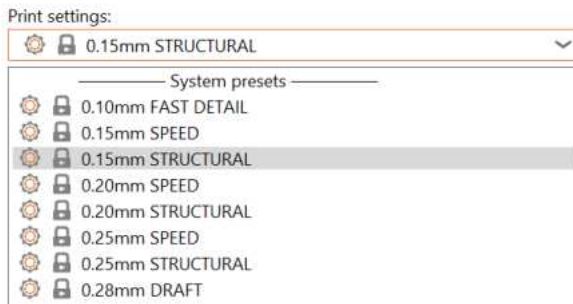 Print settings:
0.15mm STRUCTURAL
System presets
0.10mm FAST DETAIL
0.15mm SPEED
0.15mm STRUCTURAL
0.20mm SPEED
0.20mm STRUCTURAL
0.25mm SPEED
0.25mm STRUCTURAL
0.28mm DRAFT